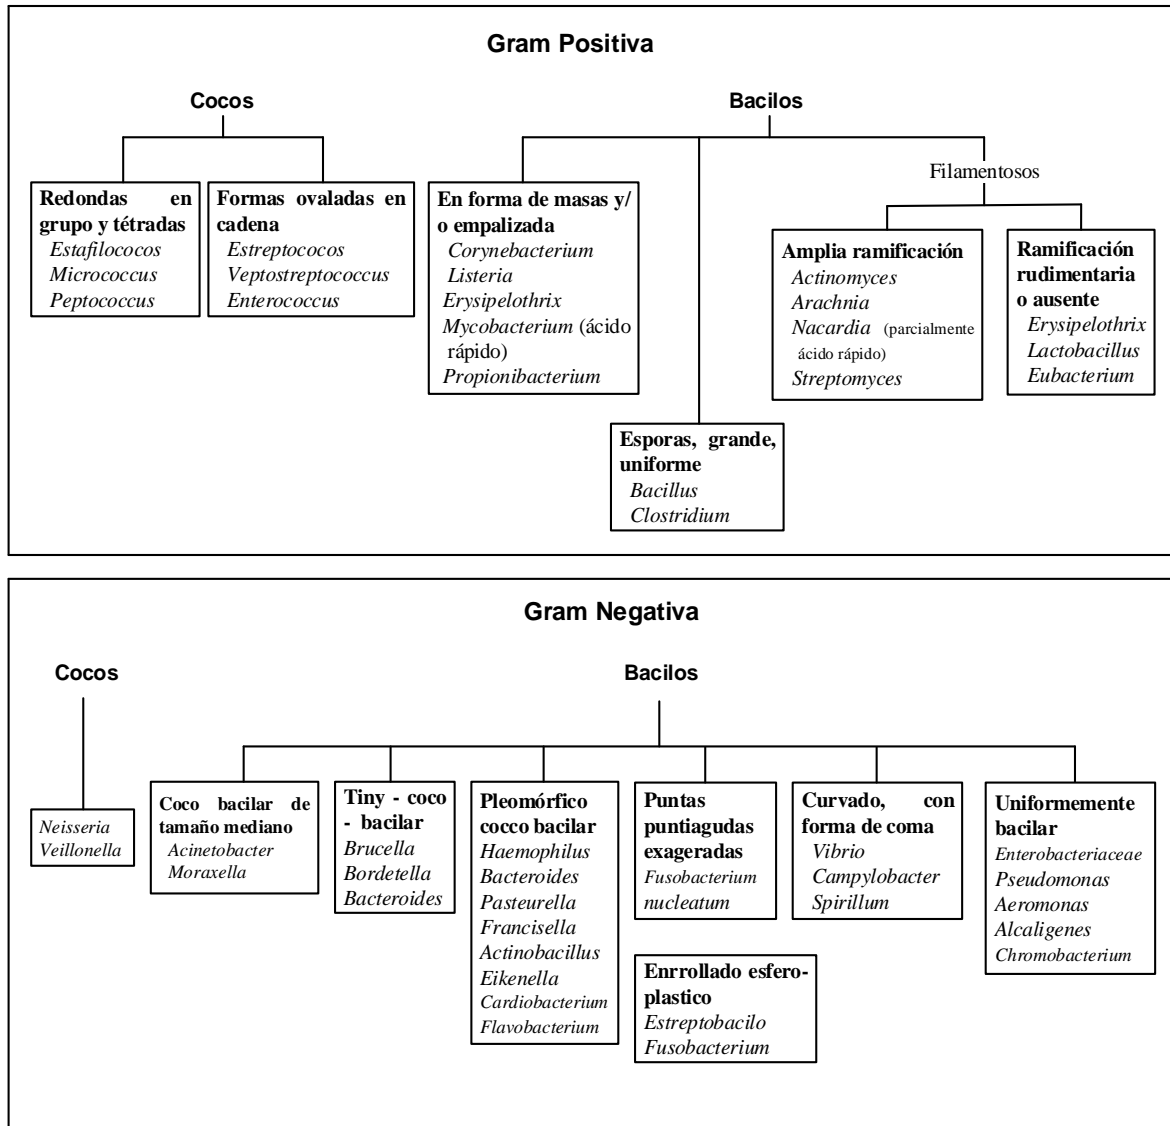 Gram Positiva
Cocos
Bacilos
Redondas en
grupo y tétradas
Estafilococos
Micrococcus
Peptococcus
Formas ovaladas en
cadena
Estreptococos
Veptostreptococcus
Enterococcus
En forma de masas y/
o empalizada
Corynebacterium
Listeria
Erysipelothrix
Mycobacterium (ácido
rápido)
Propionibacterium
Esporas, grande,
uniforme
Bacillus
Clostridium
Filamentosos
Amplia ramificación
Actinomyces
Arachnia
Nacardia (parcialmente
ácido rápido)
Streptomyces
Ramificación
rudimentaria
o ausente
Erysipelothrix
Lactobacillus
Eubacterium
Gram Negativa
Cocos
Bacilos
Neisseria
Veillonella
Coco bacilar de
tamaño mediano
Acinetobacter
Moraxella
Tiny - coco
- bacilar
Brucella
Bordetella
Bacteroides
Pleomórfico
cocco bacilar
Haemophilus
Bacteroides
Pasteurella
Francisella
Actinobacillus
Eikenella
Cardiobacterium
Flavobacterium
Puntas
puntiagudas
exageradas
Fusobacterium
nucleatum
Enrrollado esfero-
plastico
Estreptobacilo
Fusobacterium
Curvado, con
forma de coma
Vibrio
Campylobacter
Spirillum
Uniformemente
bacilar
Enterobacteriaceae
Pseudomonas
Aeromonas
Alcaligenes
Chromobacterium